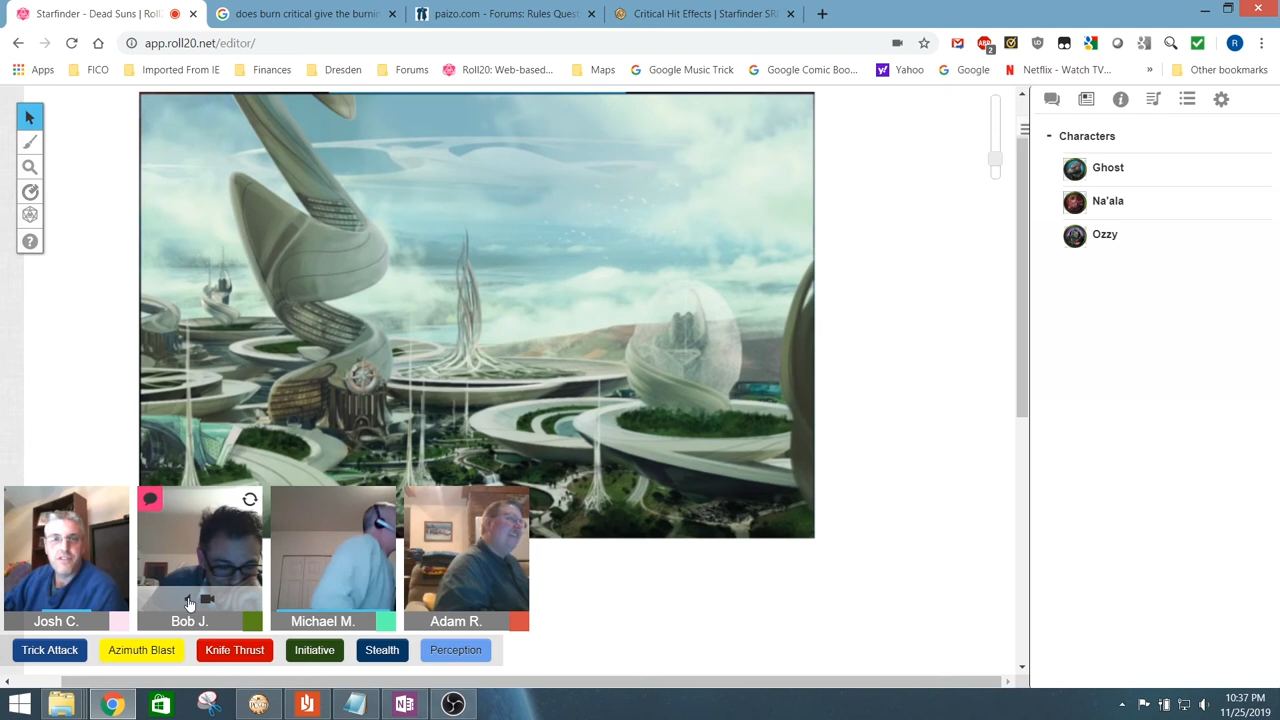 Starfinder - Dead Suns | Roll2
does burn critical give the burnin
paizo.com - Forums: Rules Quest
Critical Hit Effects | Starfinder SRD
app.roll20.net/editor/
2
R
Apps
FICO
Imported From IE
Finances
Dresden
Forums
Roll20: Web-based...
Maps
Google Music Trick
Google Comic Boo...
Yahoo
Google
Netflix - Watch TV...
»
Other bookmarks
- Characters
Ghost
Na'ala
Ozzy
Josh C.
Bob J.
Michael M.
Adam R.
Trick Attack
Azimuth Blast
Knife Thrust
Initiative
Stealth
Perception
10:37 PM
11/25/2019